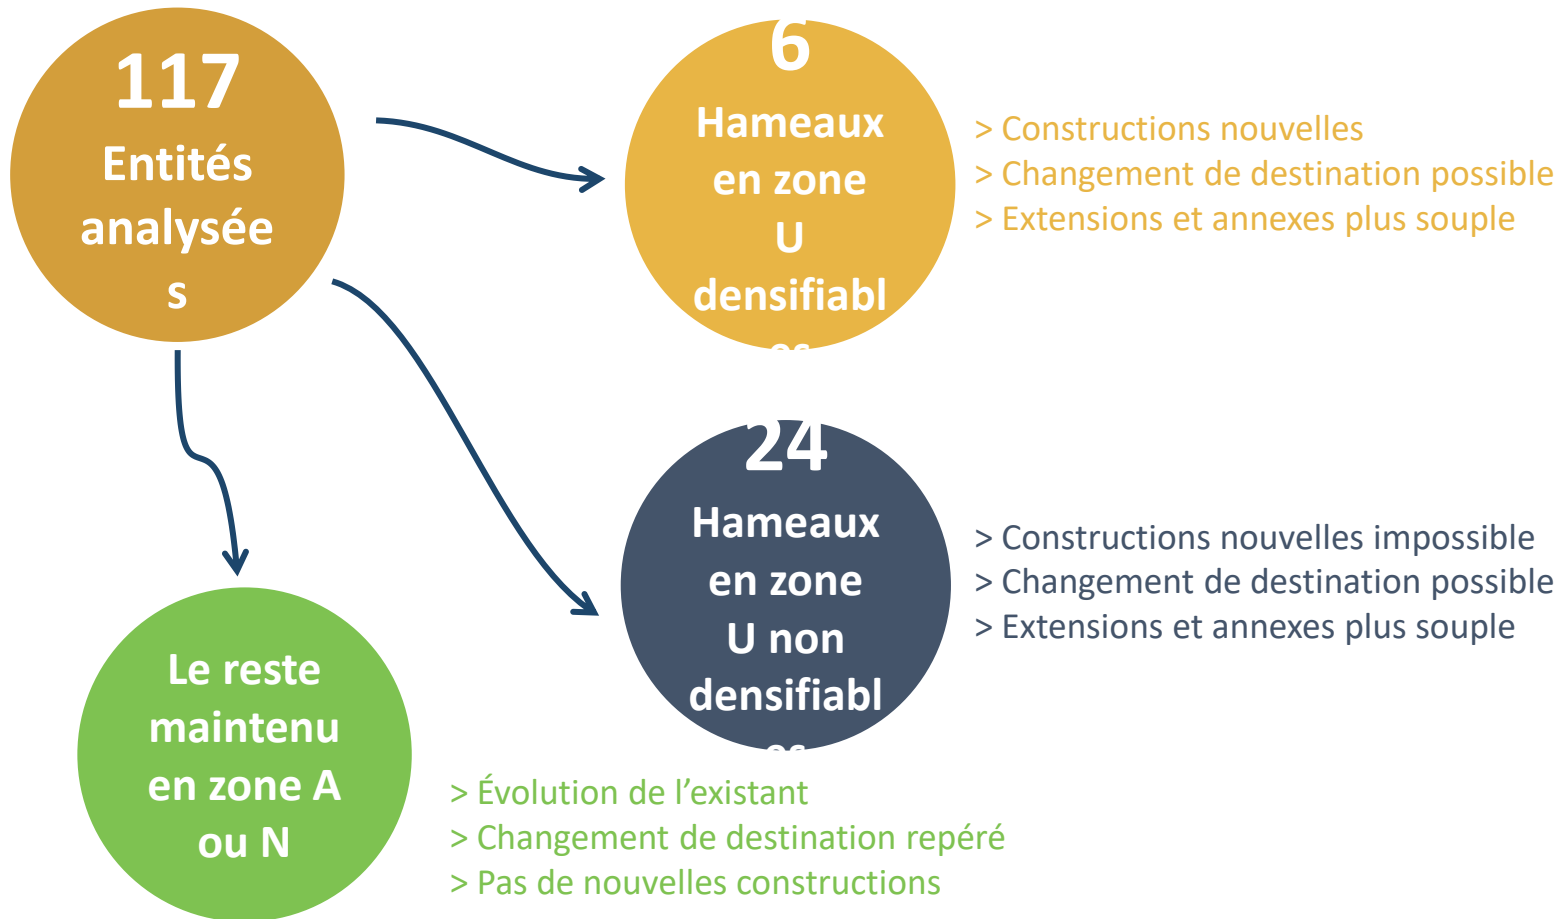 117
Entités
analysée
s
6
Hameaux
en zone
U
densifiabl
es
> Constructions nouvelles
> Changement de destination possible
> Extensions et annexes plus souple
24
Hameaux
en zone
U non
densifiabl
es
> Constructions nouvelles impossible
> Changement de destination possible
> Extensions et annexes plus souple
Le reste
maintenu
en zone A
ou N
> Évolution de l’existant
> Changement de destination repéré
> Pas de nouvelles constructions